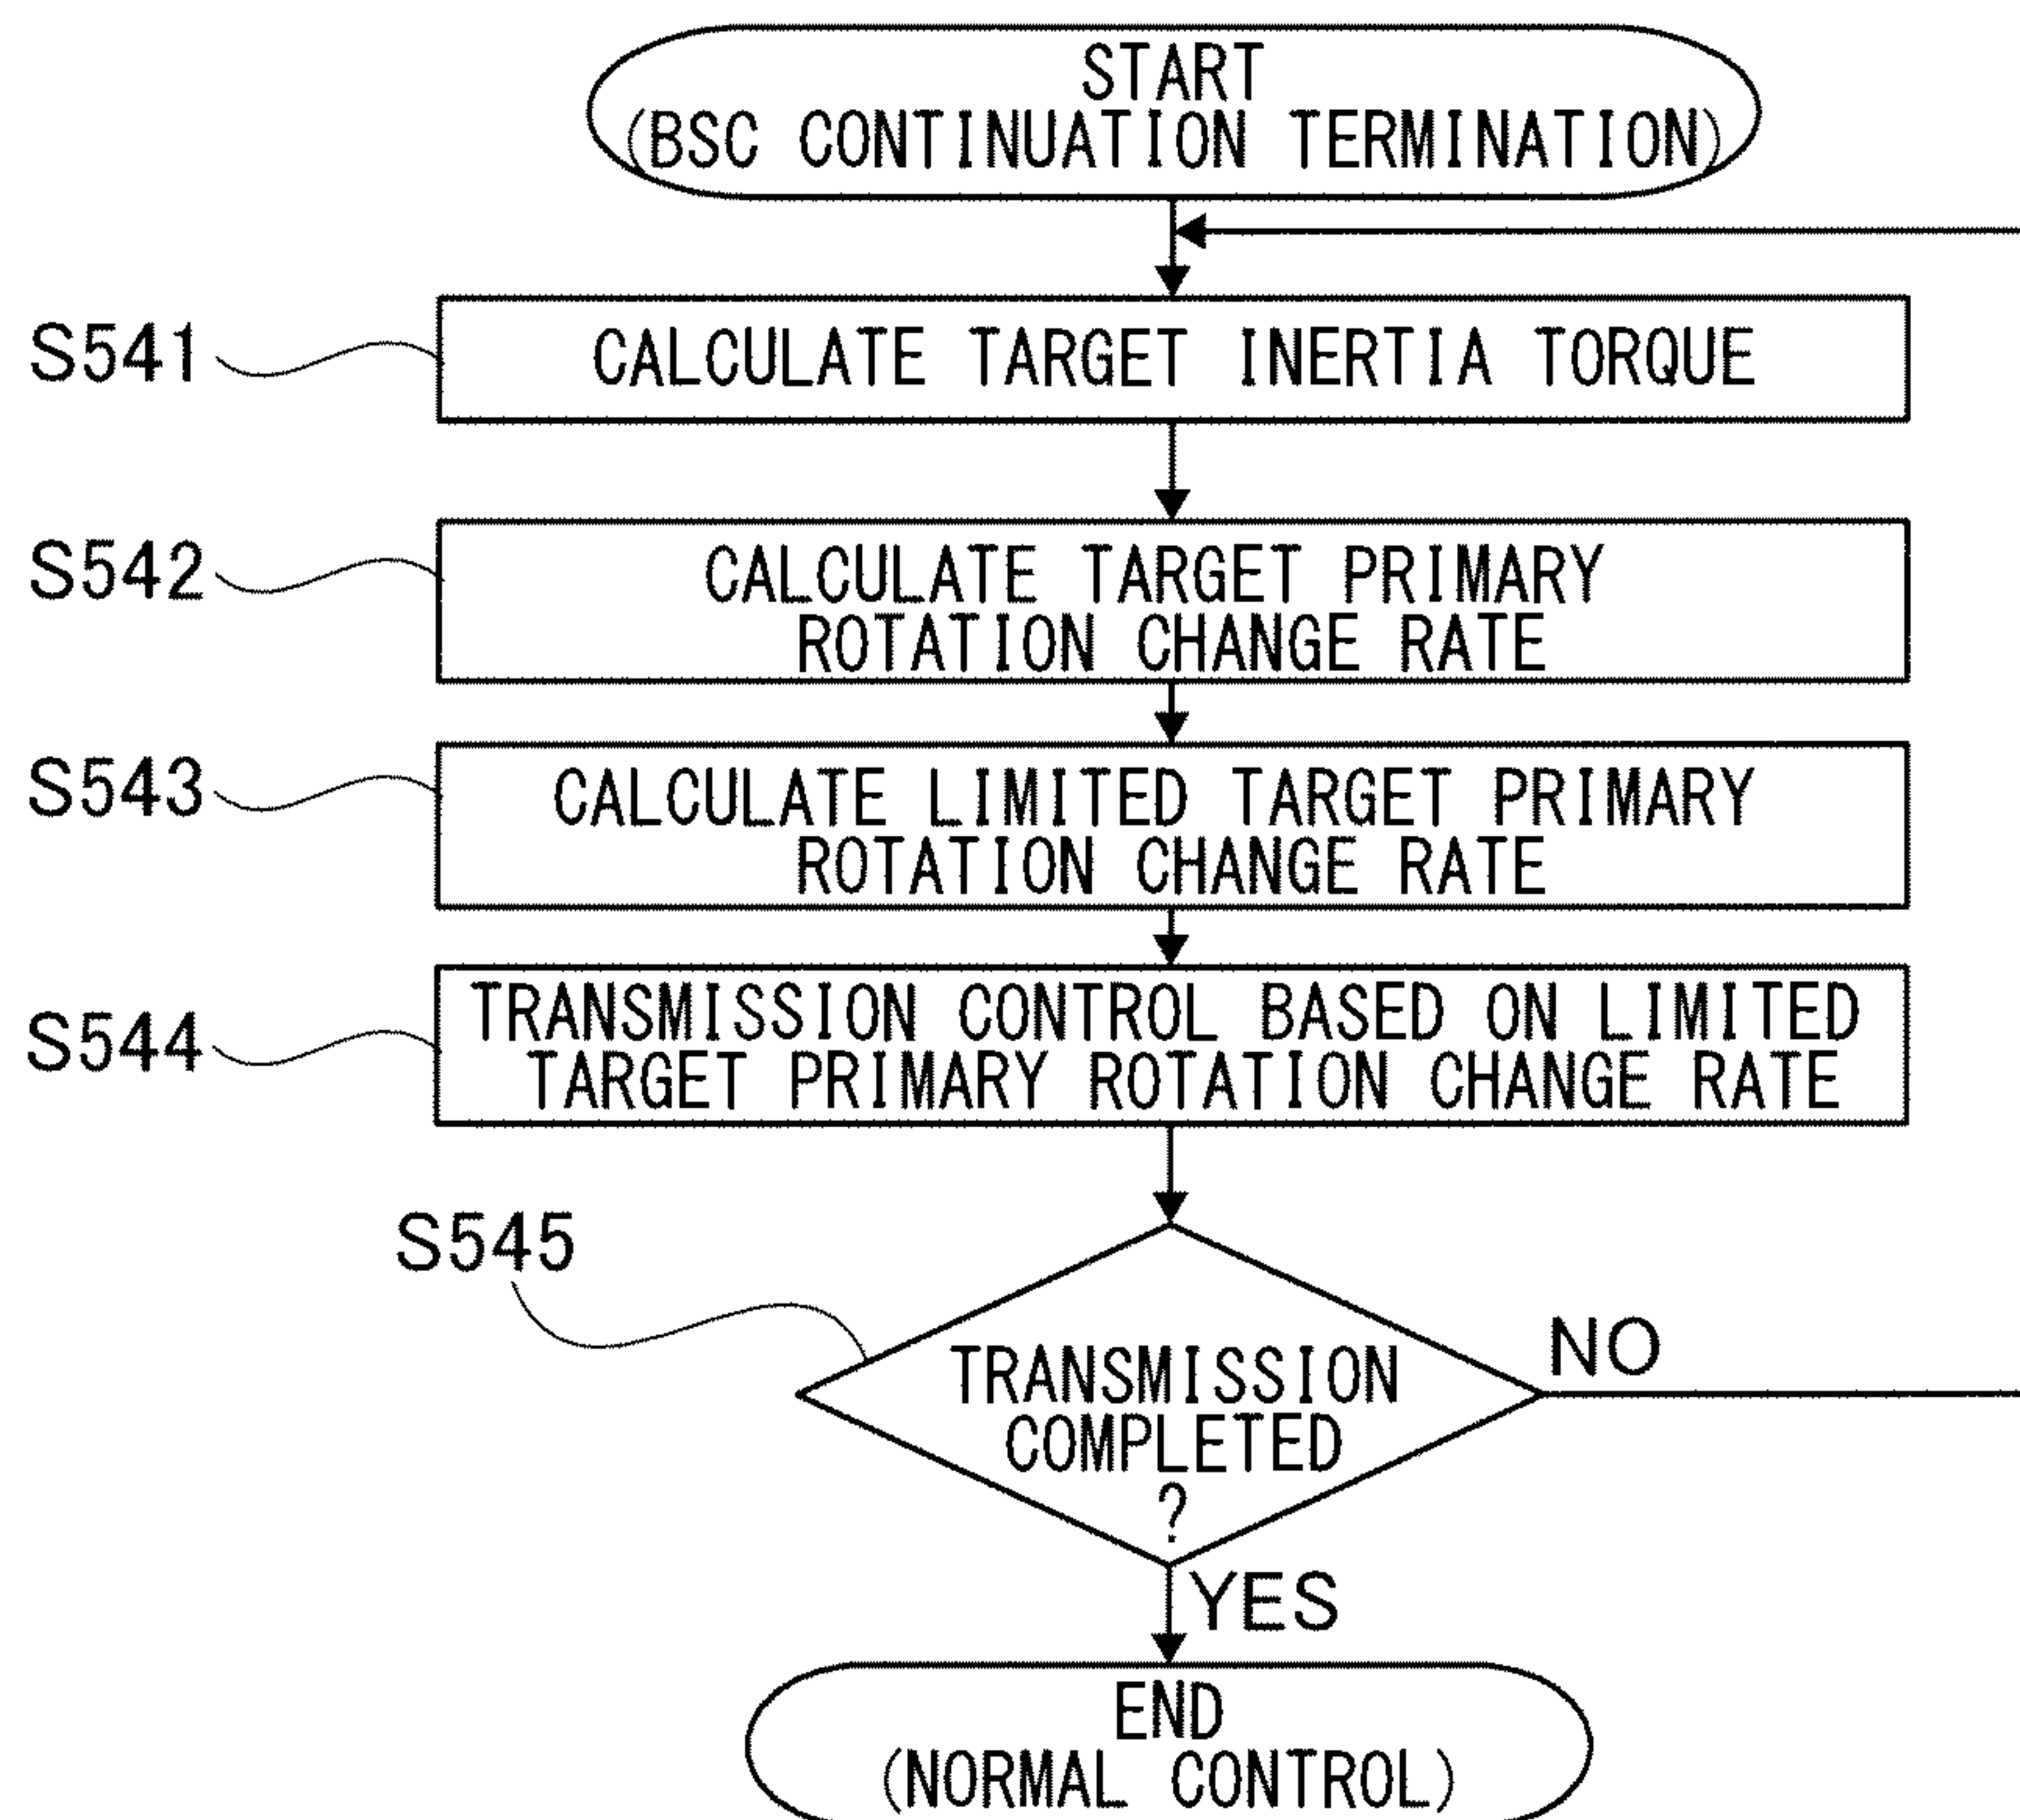 START
(BSC CONTINUATION TERMINATION)
S541
CALCULATE TARGET INERTIA TORQUE
S542
CALCULATE TARGET PRIMARY
ROTATION CHANGE RATE
S543
CALCULATE LIMITED TARGET PRIMARY
ROTATION CHANGE RATE
S544
TRANSMISSION CONTROL BASED ON LIMITED
TARGET PRIMARY ROTATION CHANGE RATE
S545
TRANSMISSION
COMPLETED
?
NO
YES
END
(NORMAL CONTROL)